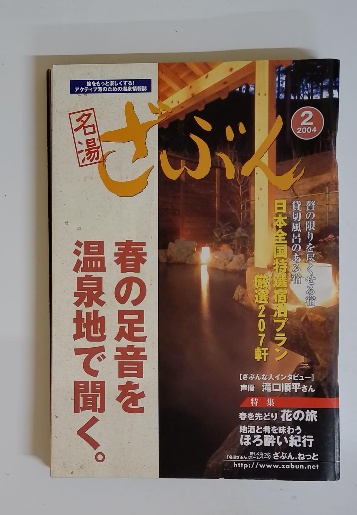 旅をもっと楽しくする!
アクティブ派のための温泉情報誌
名湯
ざぶん
2
2004
贅の限りを尽くせる宿
貸切風呂のある宿
日本全国特選宿泊プラン
厳選207軒
春の足音を
温泉地で聞く。
[ざぶんな人インタビュー]
声優 滝口順平さん
特集
春を先どり 花の旅
地酒と肴を味わう
ほろ酔い紀行
ざぶん.ねっと
http://www.zabun.net